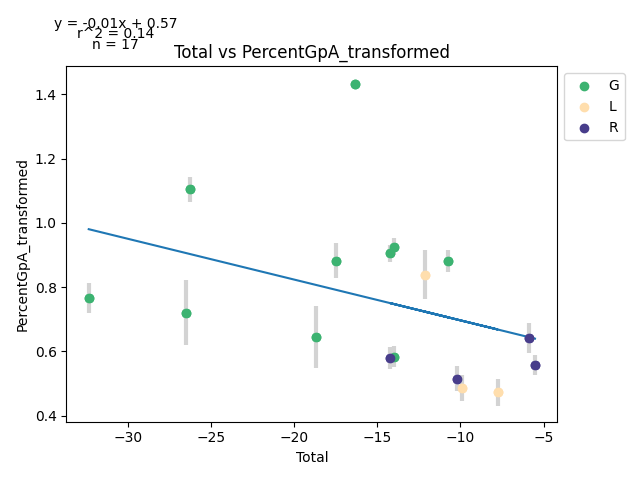 y = -0.01x + 0.57
r^2 = 0.14
n = 17
Total vs PercentGpA_transformed
G
L
R
PercentGpA_transformed
1.4
1.2
1.0
0.8
0.6
0.4
−30
−25
−20
−15
−10
−5
Total